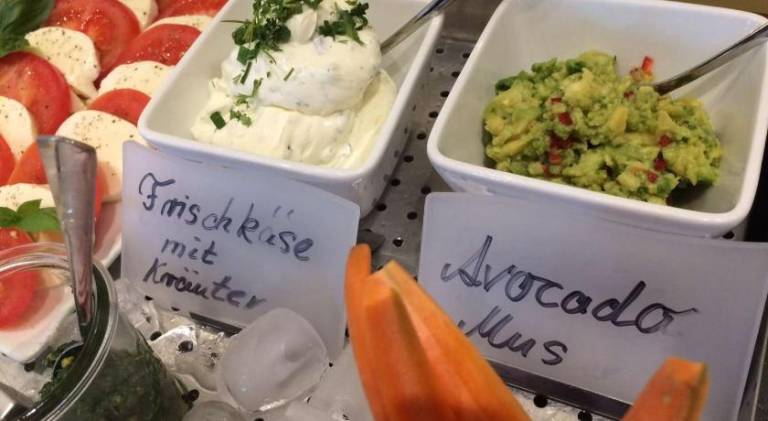 Frischkäse
mit
Kräuter
Avocado
Mus